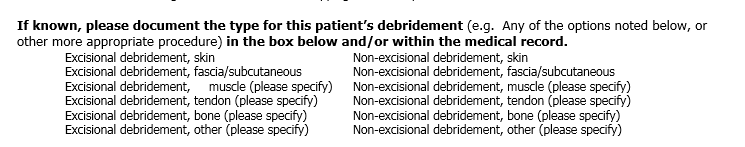 If known, please document the type for this patient's debridement (e.g. Any of the options noted below, or
other more appropriate procedure) in the box below and/or within the medical record.
Excisional debridement, skin Non-excisional debridement, skin
Excisional debridement, fascia/subcutaneous Non-excisional debridement, fascia/subcutaneous
Excisional debridement, muscle (please specify) Non-excisional debridement, muscle (please specify)
Excisional debridement, tendon (please specify) Non-excisional debridement, tendon (please specify)
Excisional debridement, bone (please specify) Non-excisional debridement, bone (please specify)
Excisional debridement, other (please specify) Non-excisional debridement, other (please specify)